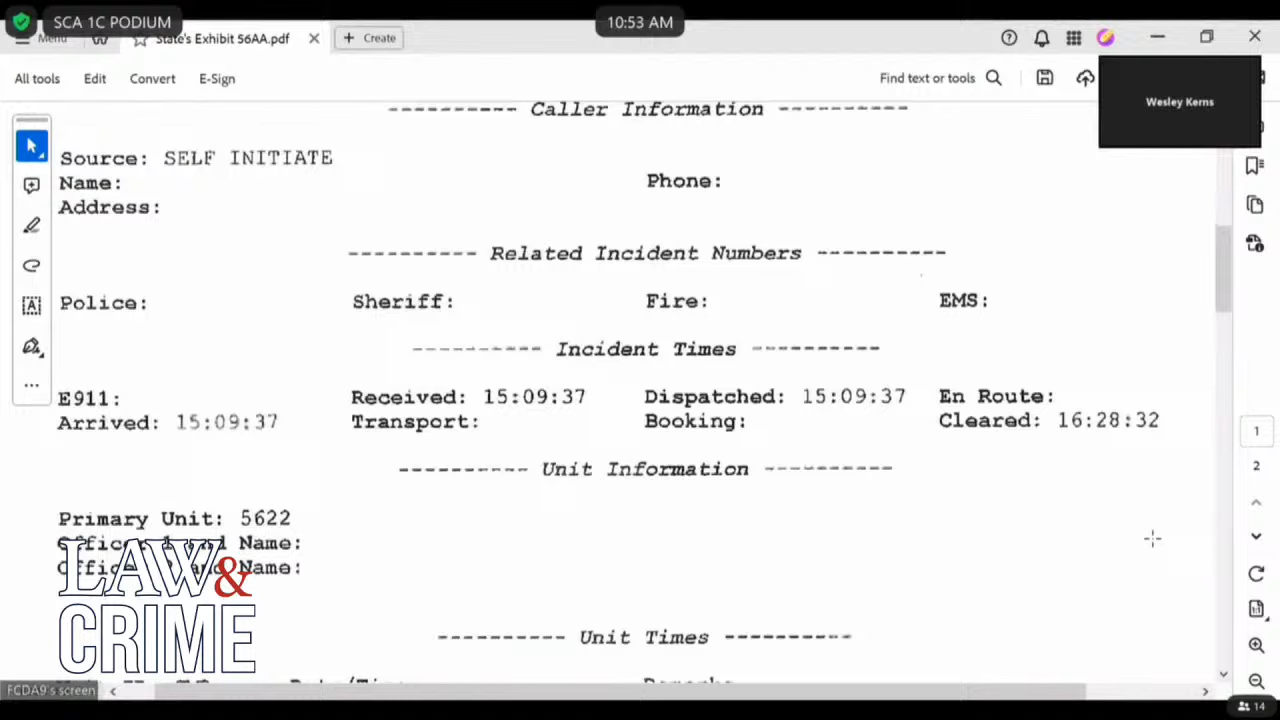 SCA 1C PODIUM
10:53 AM
Menu
State's Exhibit 56AA.pdf
Create
All tools Edit Convert E-Sign
Find text or tools
Wesley Kerns
---------- Caller Information ----------
Source: SELF INITIATE
Name: Phone:
Address:
---------- Related Incident Numbers ----------
Police: Sheriff: Fire: EMS:
---------- Incident Times ----------
E911: Received: 15:09:37 Dispatched: 15:09:37 En Route:
Arrived: 15:09:37 Transport: Booking: Cleared: 16:28:32
---------- Unit Information ----------
Primary Unit: 5622
and Name:
and Name:
LAW&
CRIME
---------- Unit Times ----------
1
2
FCDA9's screen
14